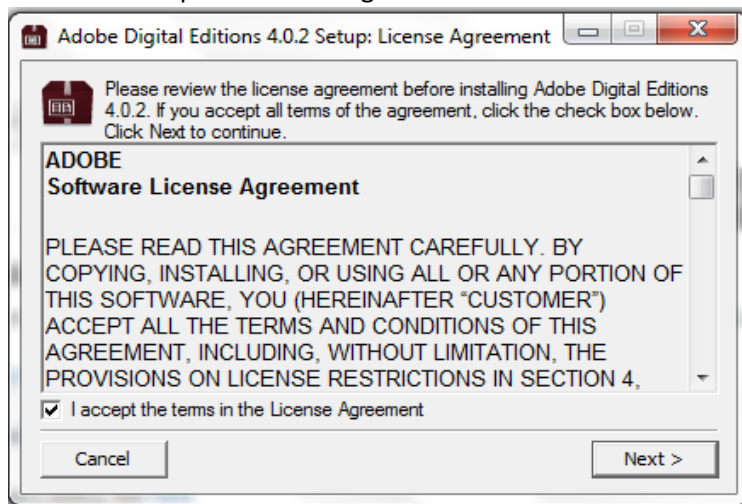 Adobe Digital Editions 4.0.2 Setup: License Agreement
Please review the license agreement before installing Adobe Digital Editions
4.0.2. If you accept all terms of the agreement, click the check box below.
Click Next to continue.
ADOBE
Software License Agreement
PLEASE READ THIS AGREEMENT CAREFULLY. BY
COPYING, INSTALLING, OR USING ALL OR ANY PORTION OF
THIS SOFTWARE, YOU (HEREINAFTER “CUSTOMER”)
ACCEPT ALL THE TERMS AND CONDITIONS OF THIS
AGREEMENT, INCLUDING, WITHOUT LIMITATION, THE
PROVISIONS ON LICENSE RESTRICTIONS IN SECTION 4,
I accept the terms in the License Agreement
Cancel
Next >